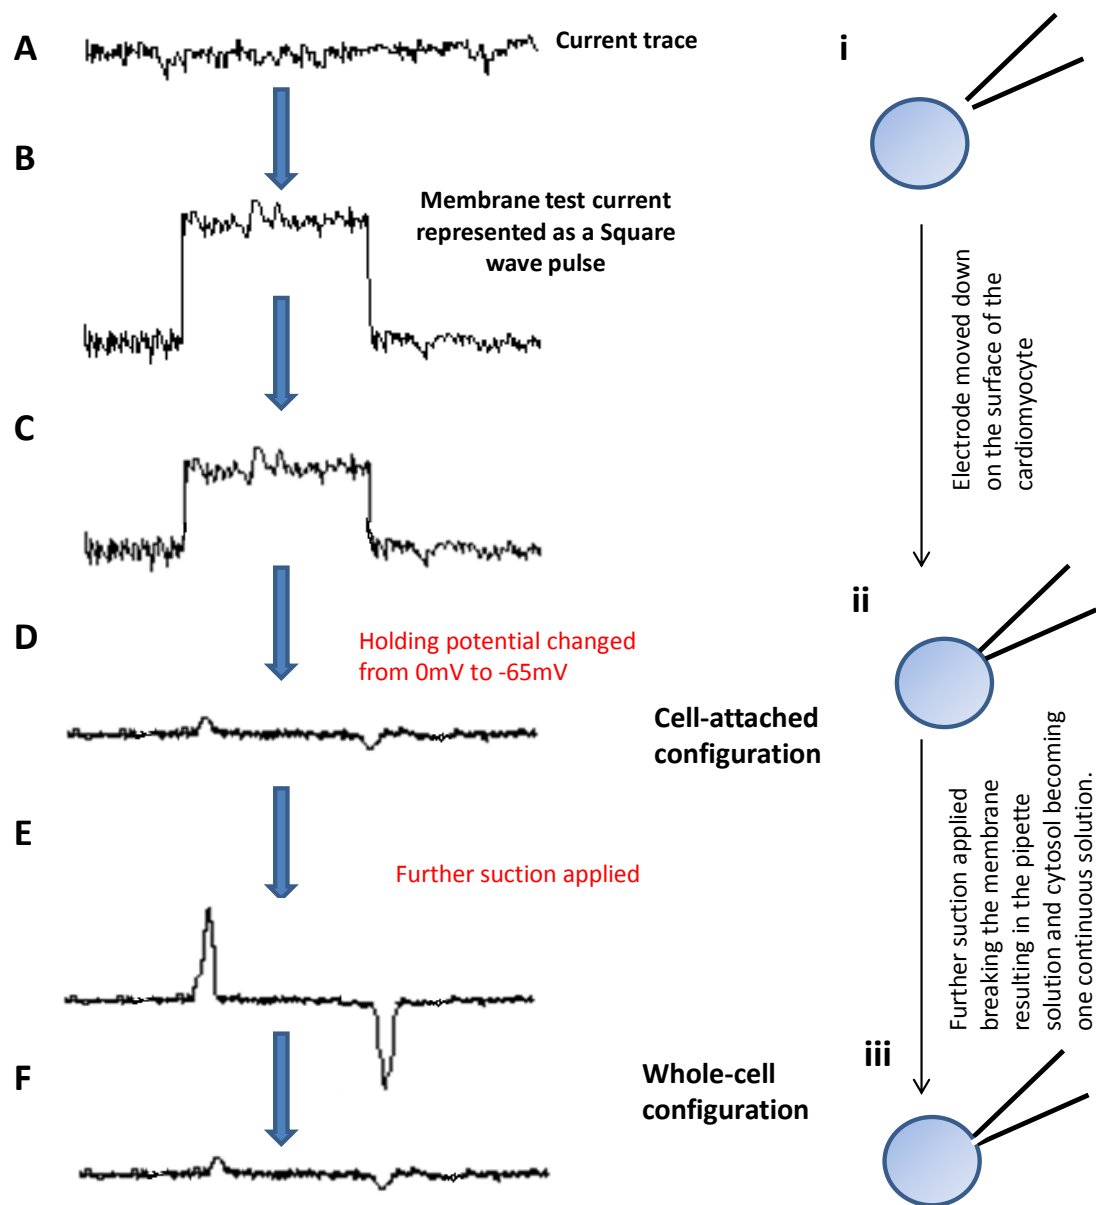 A
Current trace
B
Membrane test current
represented as a Square
wave pulse
C
D
Holding potential changed
from 0mV to -65mV
Cell-attached
configuration
E
Further suction applied
F
Whole-cell
configuration
i
Electrode moved down
on the surface of the
cardiomyocyte
ii
Further suction applied
breaking the membrane
resulting in the pipette
solution and cytosol becoming
one continuous solution.
iii